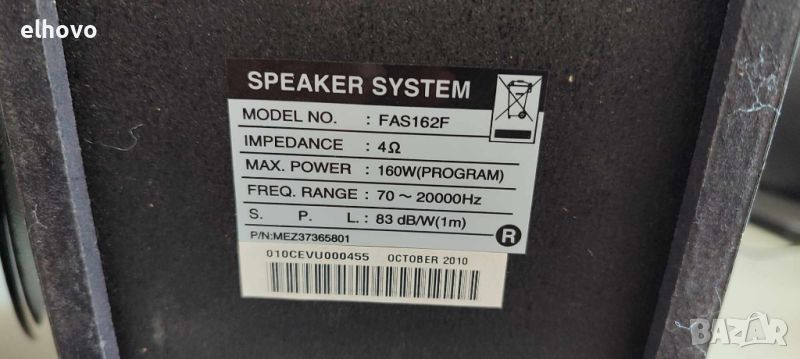 elhovo
SPEAKER SYSTEM
MODEL NO. : FAS162F
IMPEDANCE : 4Ω
MAX. POWER : 160W(PROGRAM)
FREQ. RANGE : 70 ~ 20000Hz
S. P. L. : 83 dB/W(1m)
P/N:MEZ37365801
R
010CEVU000455 OCTOBER 2010
BAZAR